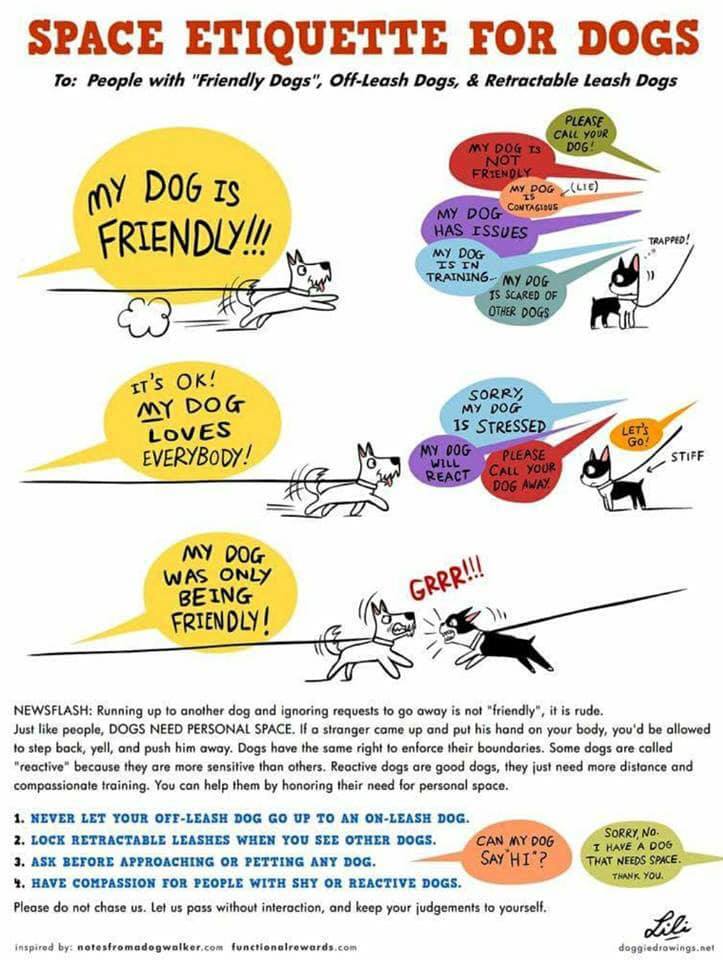 SPACE ETIQUETTE FOR DOGS
To: People with "Friendly Dogs", Off-Leash Dogs, & Retractable Leash Dogs
MY DOG IS
FRIENDLY!!!
PLEASE
CALL YOUR
DOG!
MY DOG IS
NOT
FRIENDLY
MY DOG
IS
CONTAGIOUS
(LIE)
MY DOG
HAS ISSUES
MY DOG
IS IN
TRAINING
MY DOG
IS SCARED OF
OTHER DOGS
TRAPPED!
IT'S OK!
MY DOG
LOVES
EVERYBODY!
SORRY,
MY DOG
IS STRESSED
MY DOG
WILL
REACT
PLEASE
CALL YOUR
DOG AWAY.
LET'S
GO!
STIFF
MY DOG
WAS ONLY
BEING
FRIENDLY!
GRRR!!!
NEWSFLASH: Running up to another dog and ignoring requests to go away is not "friendly", it is rude.
Just like people, DOGS NEED PERSONAL SPACE. If a stranger came up and put his hand on your body, you'd be allowed
to step back, yell, and push him away. Dogs have the same right to enforce their boundaries. Some dogs are called
"reactive" because they are more sensitive than others. Reactive dogs are good dogs, they just need more distance and
compassionate training. You can help them by honoring their need for personal space.
1. NEVER LET YOUR OFF-LEASH DOG GO UP TO AN ON-LEASH DOG.
2. LOCK RETRACTABLE LEASHES WHEN YOU SEE OTHER DOGS.
3. ASK BEFORE APPROACHING OR PETTING ANY DOG.
4. HAVE COMPASSION FOR PEOPLE WITH SHY OR REACTIVE DOGS.
CAN MY DOG
SAY "HI"?
SORRY, NO.
I HAVE A DOG
THAT NEEDS SPACE.
THANK YOU.
Please do not chase us. Let us pass without interaction, and keep your judgements to yourself.
Lili
inspired by: notesfromadogwalker.com functionalrewards.com
doggiedrawings.net